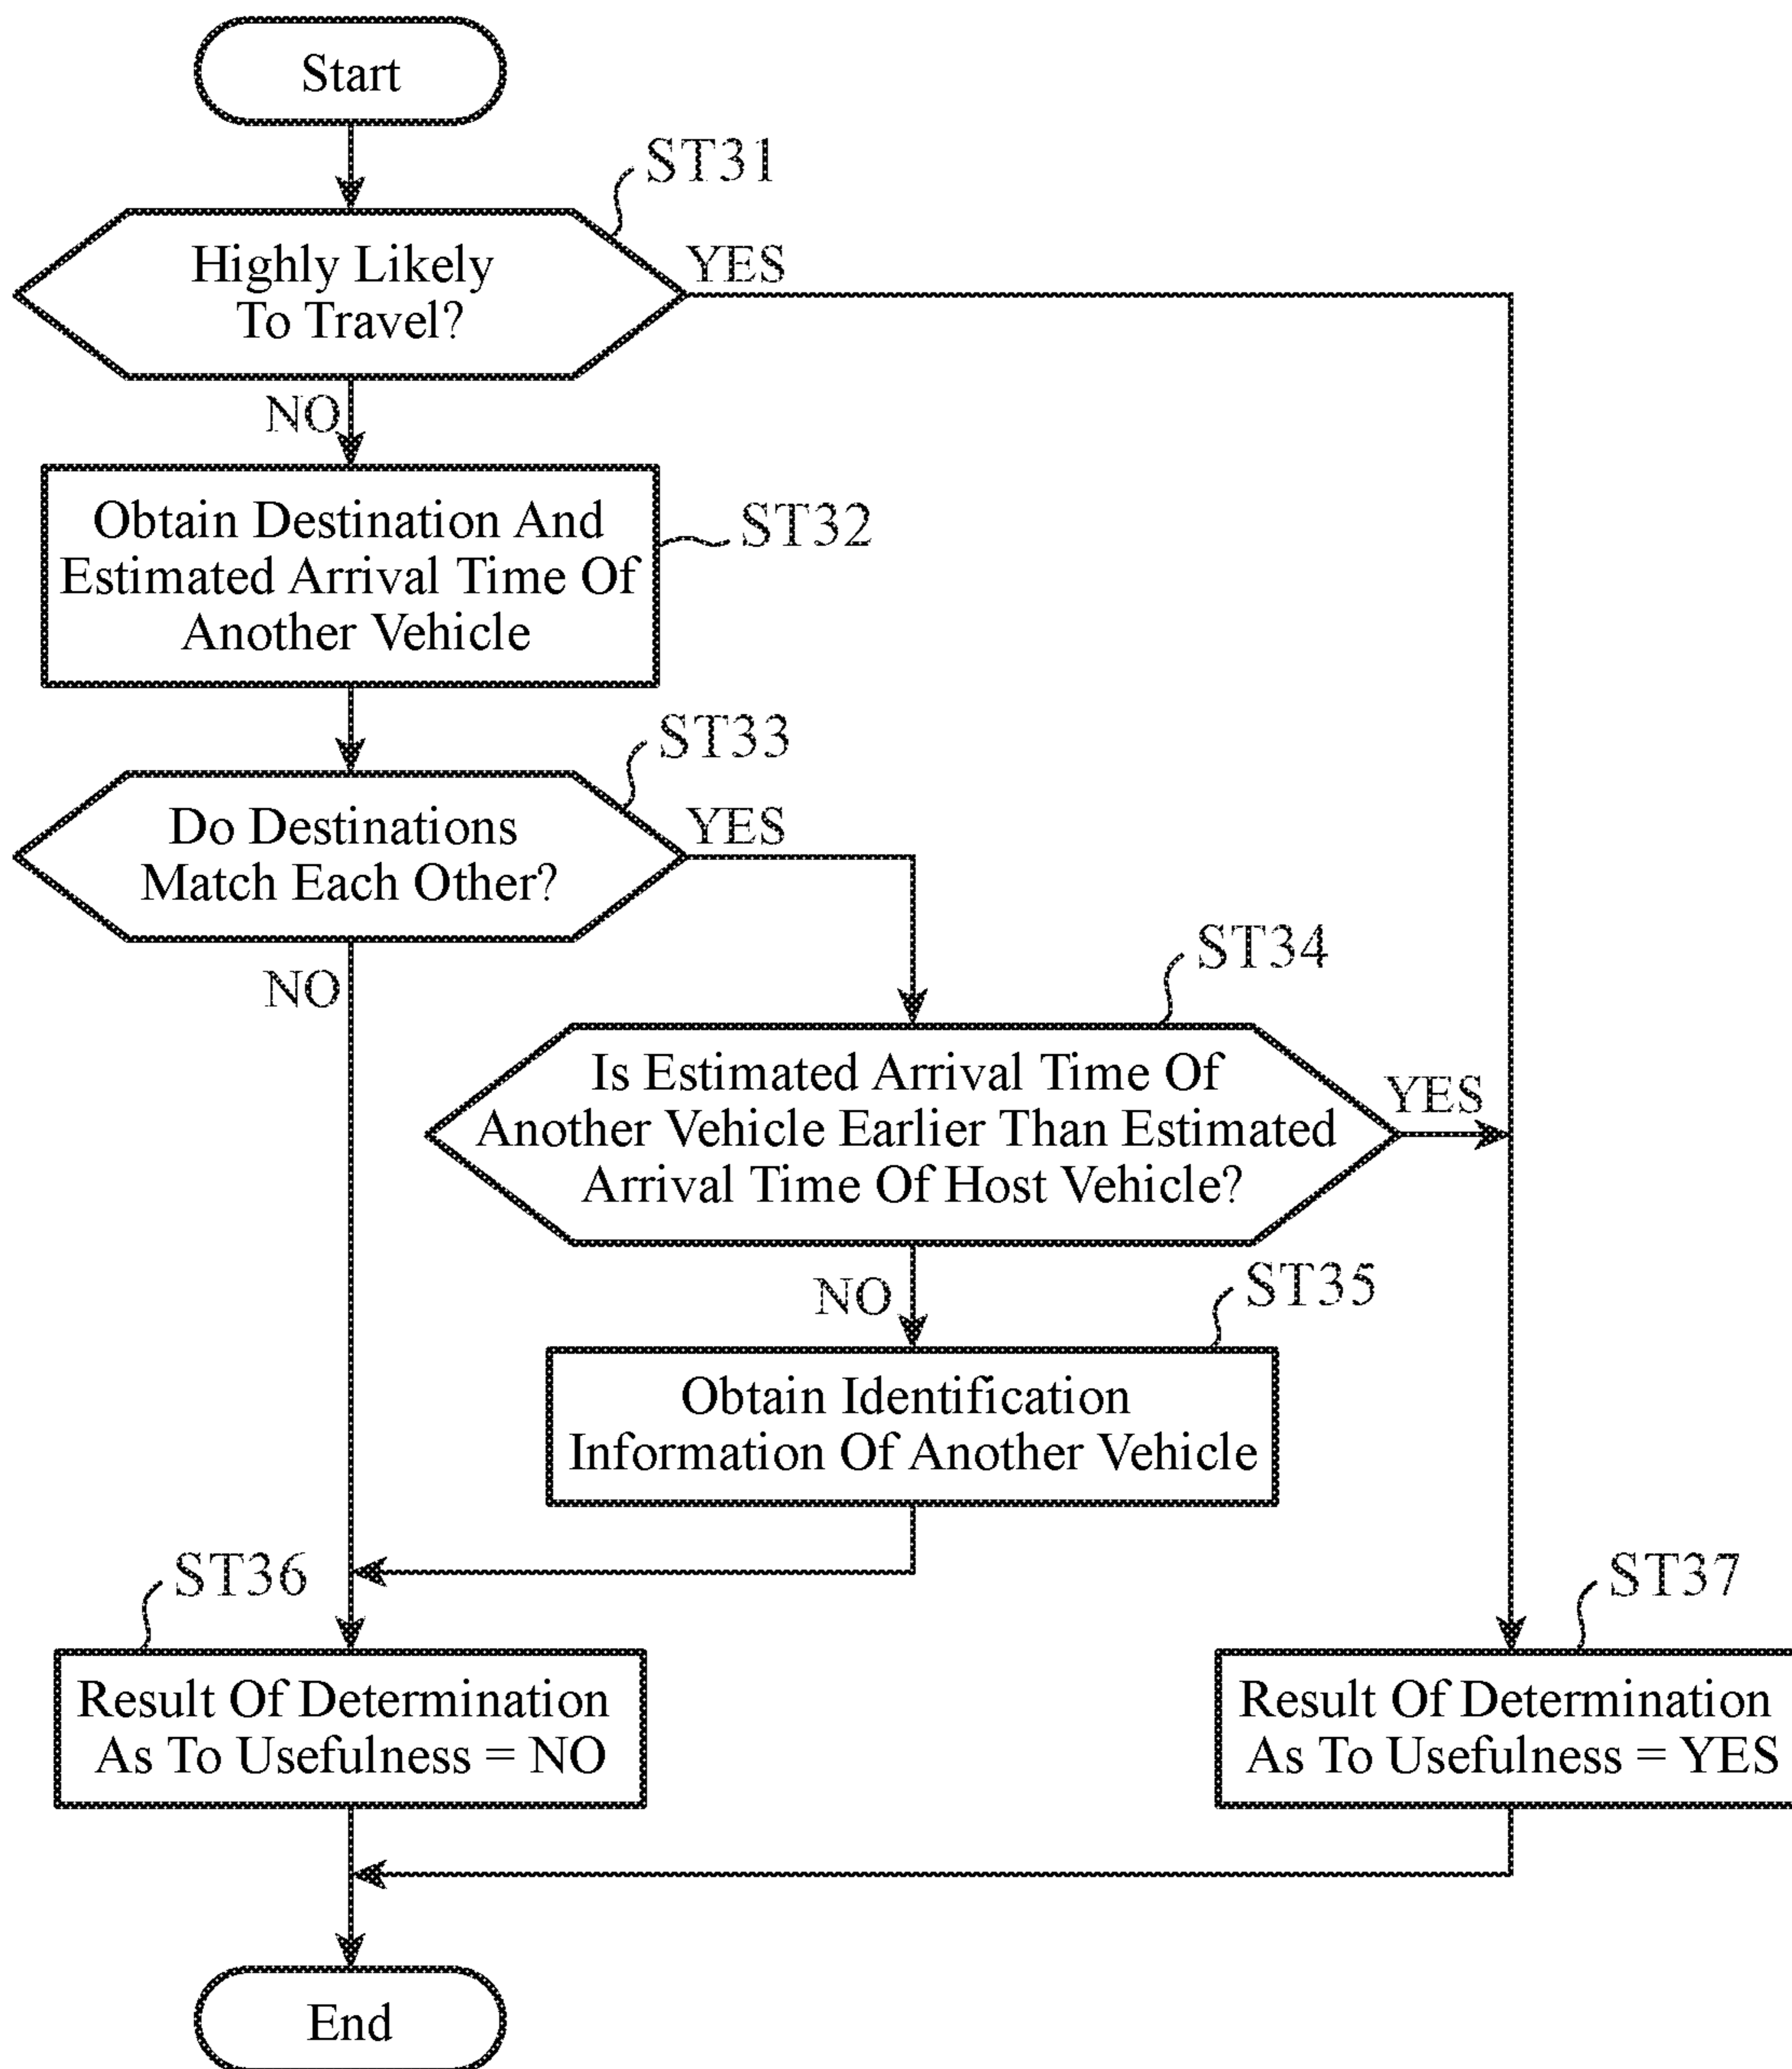 Start
ST31
Highly Likely
To Travel?
YES
NO
Obtain Destination And
Estimated Arrival Time Of
Another Vehicle
ST32
ST33
Do Destinations
Match Each Other?
YES
NO
ST34
Is Estimated Arrival Time Of
Another Vehicle Earlier Than Estimated
Arrival Time Of Host Vehicle?
YES
NO
ST35
Obtain Identification
Information Of Another Vehicle
ST36
Result Of Determination
As To Usefulness = NO
ST37
Result Of Determination
As To Usefulness = YES
End